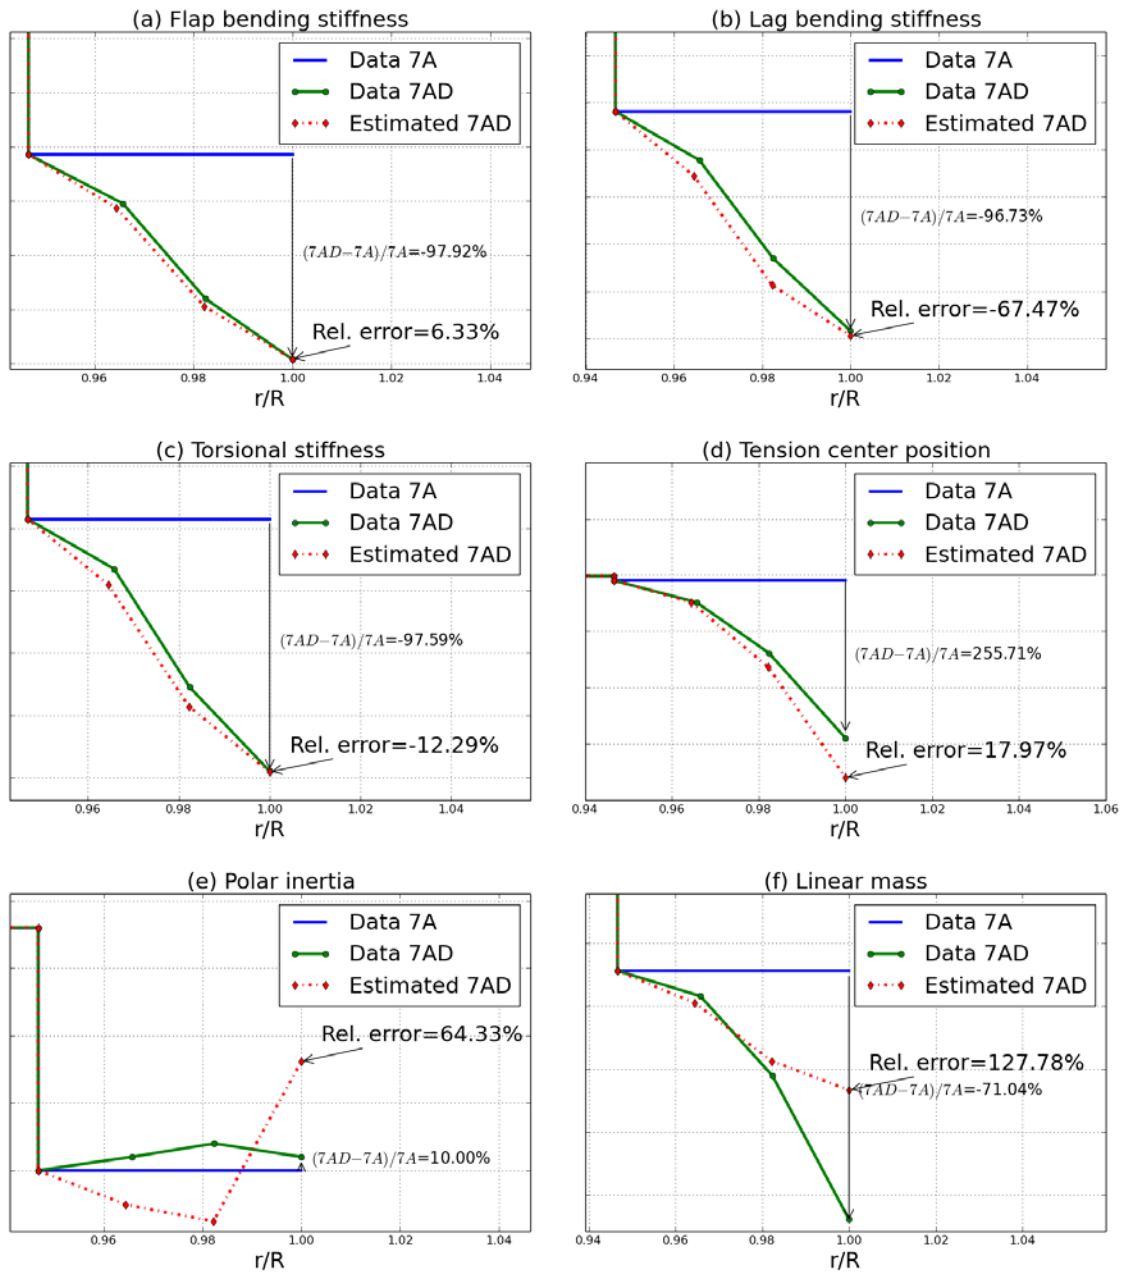 (a) Flap bending stiffness
Data 7A
Data 7AD
Estimated 7AD
(7AD−7A)/7A=-97.92%
Rel. error=6.33%
0.96 0.98 1.00 1.02 1.04
r/R
(b) Lag bending stiffness
Data 7A
Data 7AD
Estimated 7AD
(7AD−7A)/7A=-96.73%
Rel. error=-67.47%
0.94 0.96 0.98 1.00 1.02 1.04
r/R
(c) Torsional stiffness
Data 7A
Data 7AD
Estimated 7AD
(7AD−7A)/7A=-97.59%
Rel. error=-12.29%
0.96 0.98 1.00 1.02 1.04
r/R
(d) Tension center position
Data 7A
Data 7AD
Estimated 7AD
(7AD−7A)/7A=255.71%
Rel. error=17.97%
0.94 0.96 0.98 1.00 1.02 1.04 1.06
r/R
(e) Polar inertia
Data 7A
Data 7AD
Estimated 7AD
Rel. error=64.33%
(7AD−7A)/7A=10.00%
0.96 0.98 1.00 1.02 1.04
r/R
(f) Linear mass
Data 7A
Data 7AD
Estimated 7AD
Rel. error=127.78%
(7AD−7A)/7A=-71.04%
0.94 0.96 0.98 1.00 1.02 1.04
r/R